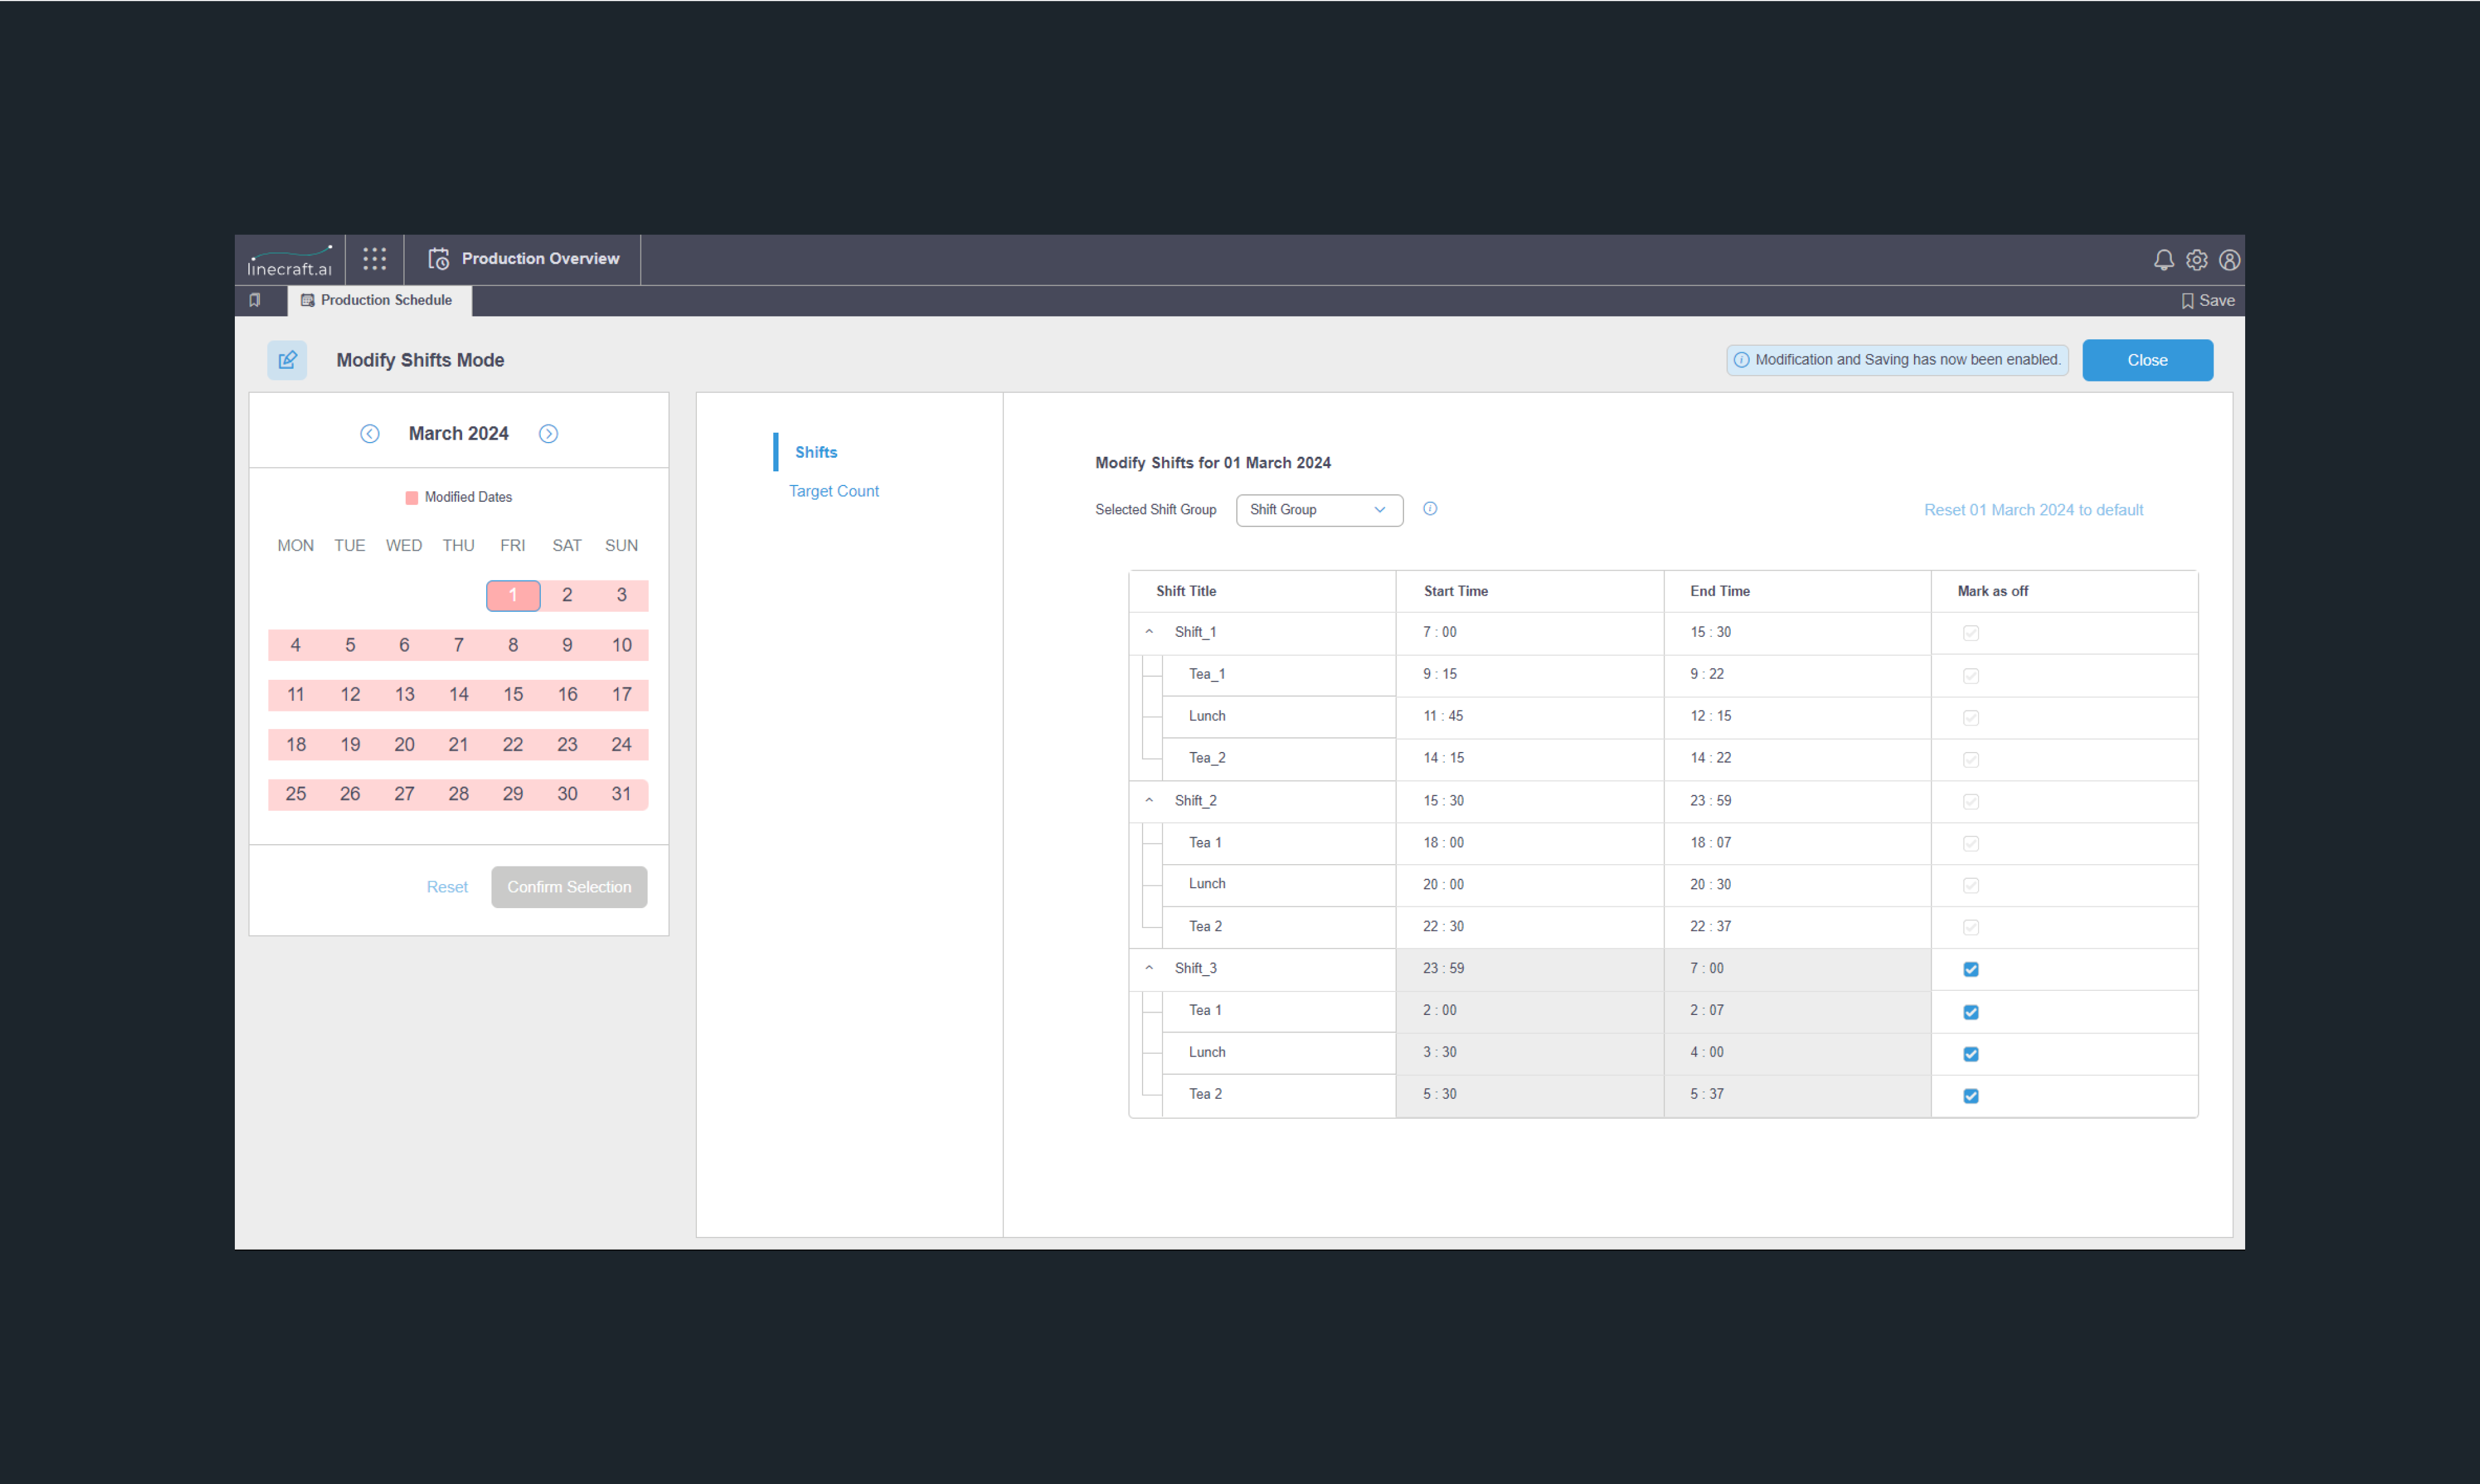 linecraft.ai
Production Overview
Production Schedule
Save
Modify Shifts Mode
Modification and Saving has now been enabled.
Close
March 2024
Modified Dates
MON TUE WED THU FRI SAT SUN
1 2 3
4 5 6 7 8 9 10
11 12 13 14 15 16 17
18 19 20 21 22 23 24
25 26 27 28 29 30 31
Reset
Confirm Selection
Shifts
Target Count
Modify Shifts for 01 March 2024
Selected Shift Group
Shift Group
Reset 01 March 2024 to default
Shift Title Start Time End Time Mark as off
Shift_1 7 : 00 15 : 30
Tea_1 9 : 15 9 : 22
Lunch 11 : 45 12 : 15
Tea_2 14 : 15 14 : 22
Shift_2 15 : 30 23 : 59
Tea 1 18 : 00 18 : 07
Lunch 20 : 00 20 : 30
Tea 2 22 : 30 22 : 37
Shift_3 23 : 59 7 : 00
Tea 1 2 : 00 2 : 07
Lunch 3 : 30 4 : 00
Tea 2 5 : 30 5 : 37